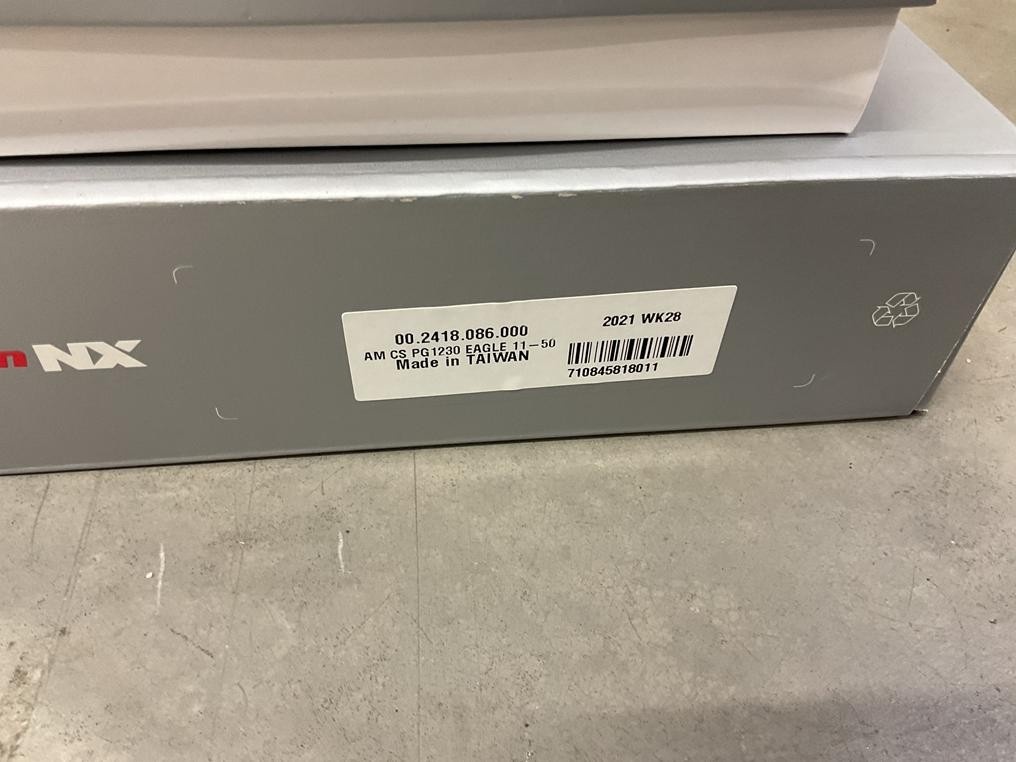 n NX
00.2418.086.000
AM CS PG1230 EAGLE 11-50
Made in TAIWAN
2021 WK28
710845818011